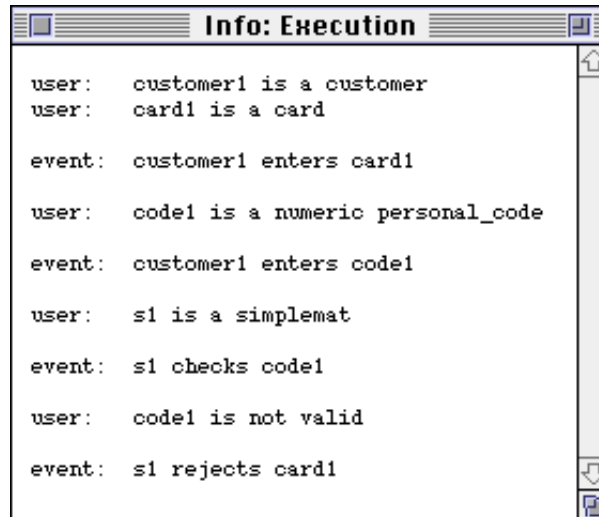 Info: Execution
user: customer1 is a customer
user: card1 is a card
event: customer1 enters card1
user: code1 is a numeric personal_code
event: customer1 enters code1
user: s1 is a simplemat
event: s1 checks code1
user: code1 is not valid
event: s1 rejects card1